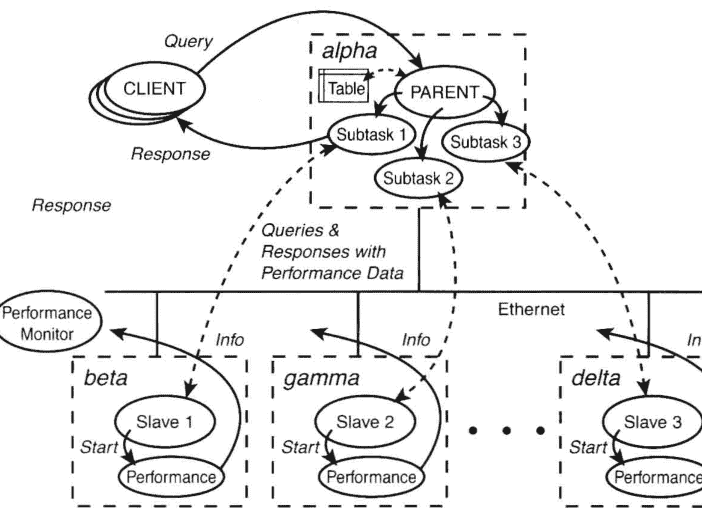 Query
alpha
CLIENT
Table
PARENT
Subtask 1
Subtask 3
Response
Subtask 2
Response
Queries &
Responses with
Performance Data
Ethernet
Performance
Monitor
Info
Info
In
beta
gamma
delta
Slave 1
Slave 2
Slave 3
Start
Start
Start
Performance
Performance
Performance